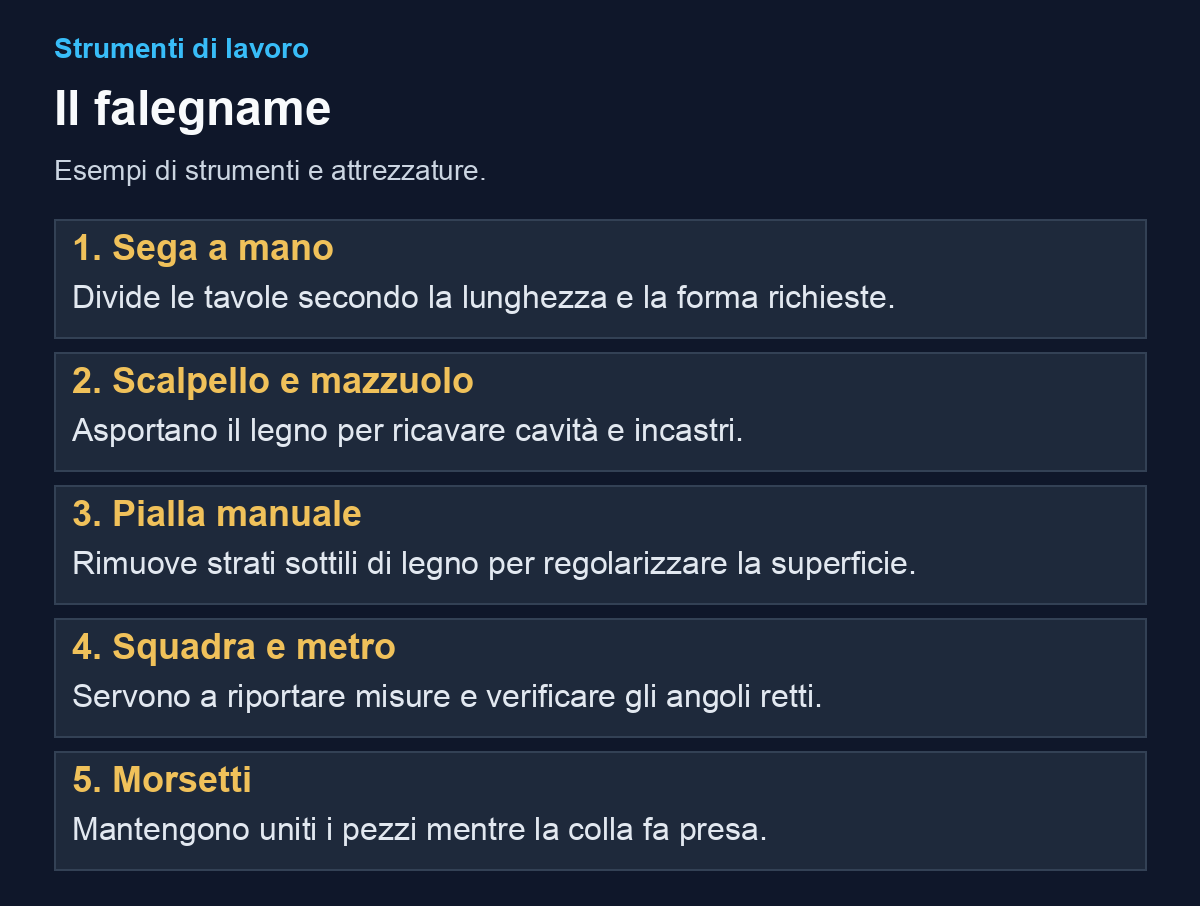 Strumenti di lavoro
Il falegname
Esempi di strumenti e attrezzature.
1. Sega a mano
Divide le tavole secondo la lunghezza e la forma richieste.
2. Scalpello e mazzuolo
Asportano il legno per ricavare cavità e incastri.
3. Pialla manuale
Rimuove strati sottili di legno per regolarizzare la superficie.
4. Squadra e metro
Servono a riportare misure e verificare gli angoli retti.
5. Morsetti
Mantengono uniti i pezzi mentre la colla fa presa.